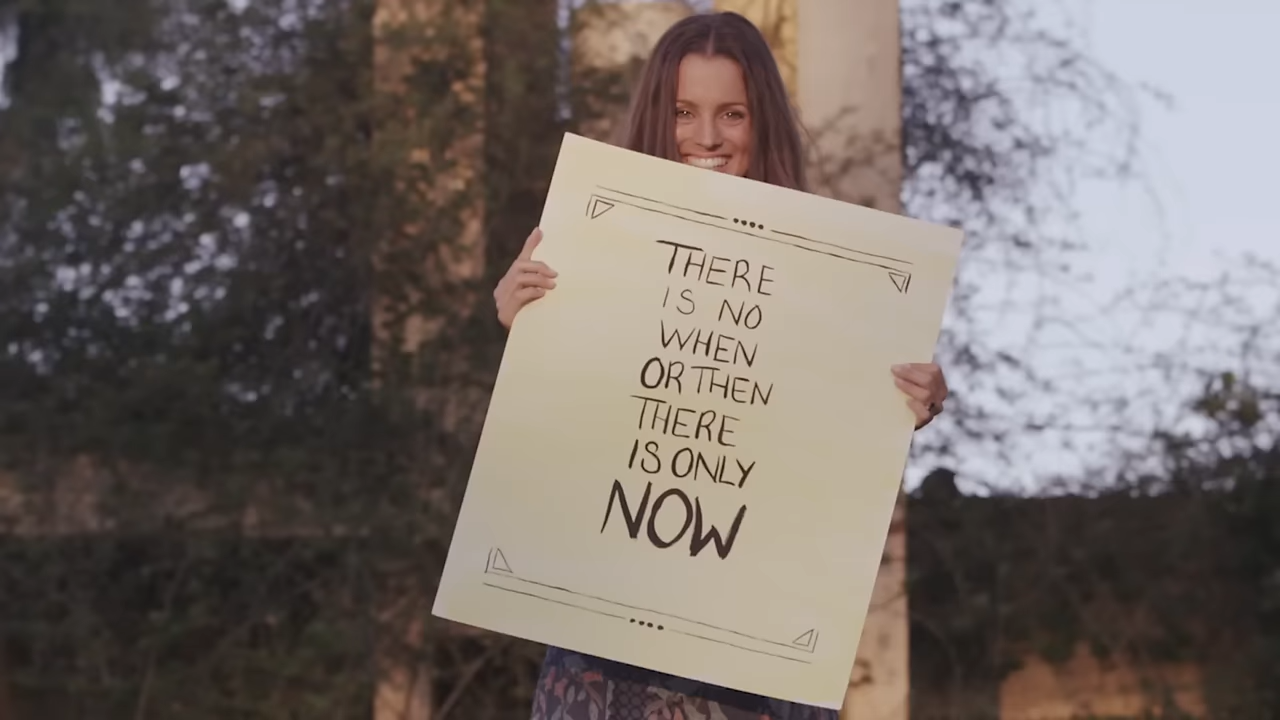 THERE
IS NO
WHEN
OR THEN
THERE
IS ONLY
NOW